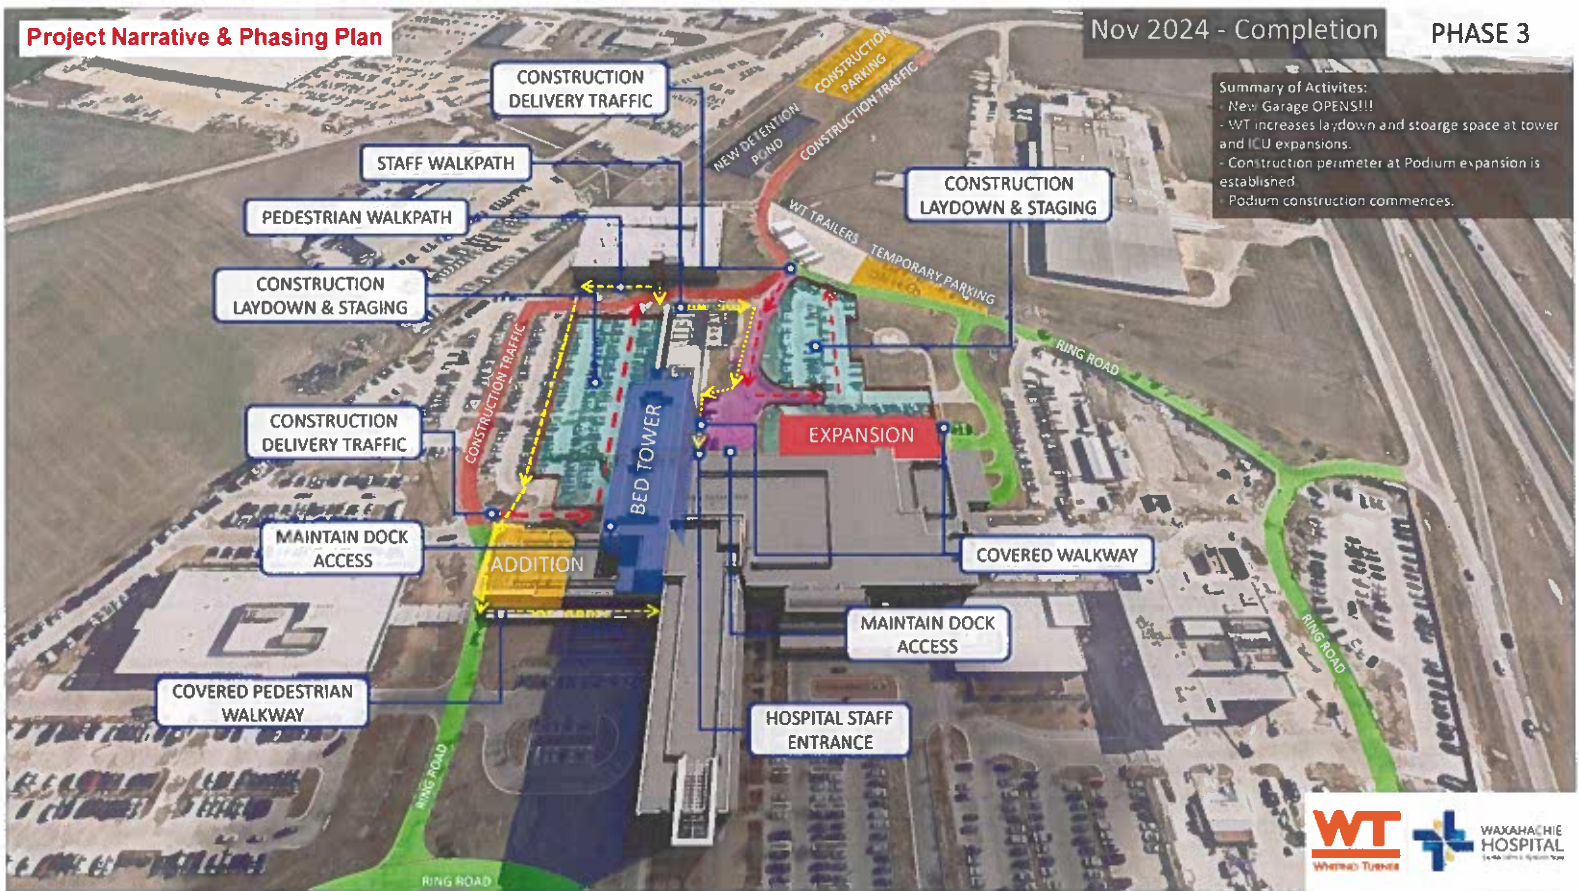 Project Narrative & Phasing Plan
Nov 2024 - Completion
PHASE 3
Summary of Activites:
- New Garage OPENS!!!
- WT increases laydown and stoarge space at tower
and ICU expansions.
- Construction perimeter at Podium expansion is
established
- Podium construction commences.
CONSTRUCTION
PARKING
CONSTRUCTION TRAFFIC
NEW DETENTION
POND
CONSTRUCTION
DELIVERY TRAFFIC
STAFF WALKPATH
PEDESTRIAN WALKPATH
CONSTRUCTION
LAYDOWN & STAGING
CONSTRUCTION
LAYDOWN & STAGING
WT TRAILERS
TEMPORARY PARKING
RING ROAD
CONSTRUCTION TRAFFIC
CONSTRUCTION
DELIVERY TRAFFIC
BED TOWER
EXPANSION
MAINTAIN DOCK
ACCESS
ADDITION
COVERED WALKWAY
MAINTAIN DOCK
ACCESS
RING ROAD
COVERED PEDESTRIAN
WALKWAY
HOSPITAL STAFF
ENTRANCE
RING ROAD
RING ROAD
WT
WHITING-TURNER
WAXAHACHIE
HOSPITAL